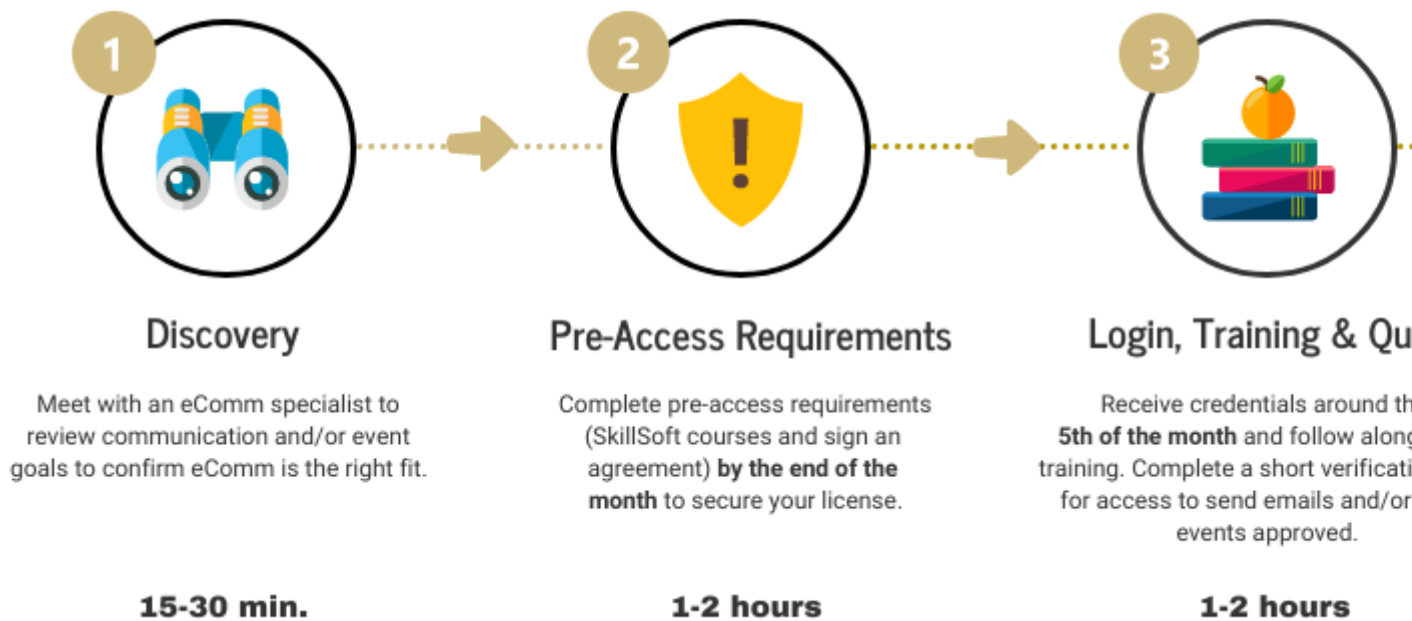 1
2
3
Discovery
Meet with an eComm specialist to
review communication and/or event
goals to confirm eComm is the right fit.
15-30 min.
Pre-Access Requirements
Complete pre-access requirements
(SkillSoft courses and sign an
agreement) by the end of the
month to secure your license.
1-2 hours
Login, Training &
Receive credentials around
5th of the month and follow
training. Complete a short
for access to send emails and/or
events approved.
1-2 hours